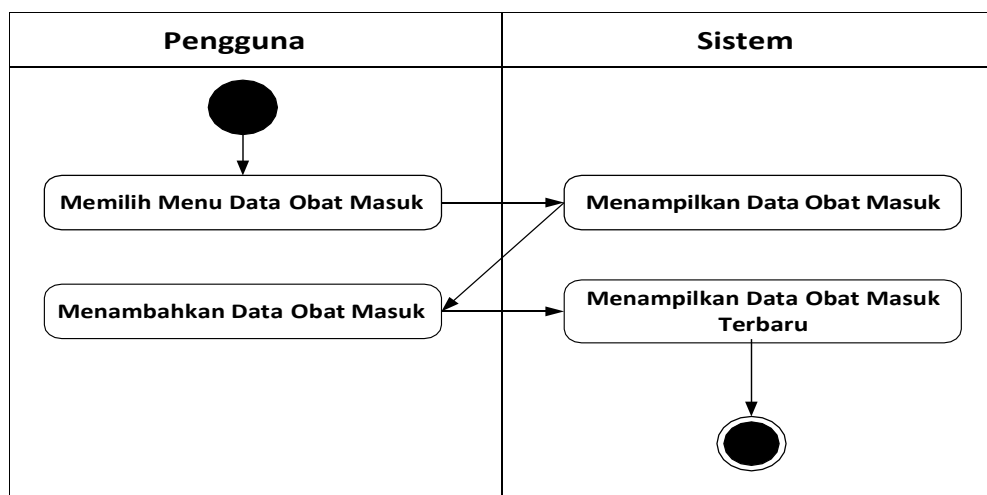 Pengguna
Sistem
Memilih Menu Data Obat Masuk
Menampilkan Data Obat Masuk
Menambahkan Data Obat Masuk
Menampilkan Data Obat Masuk
Terbaru